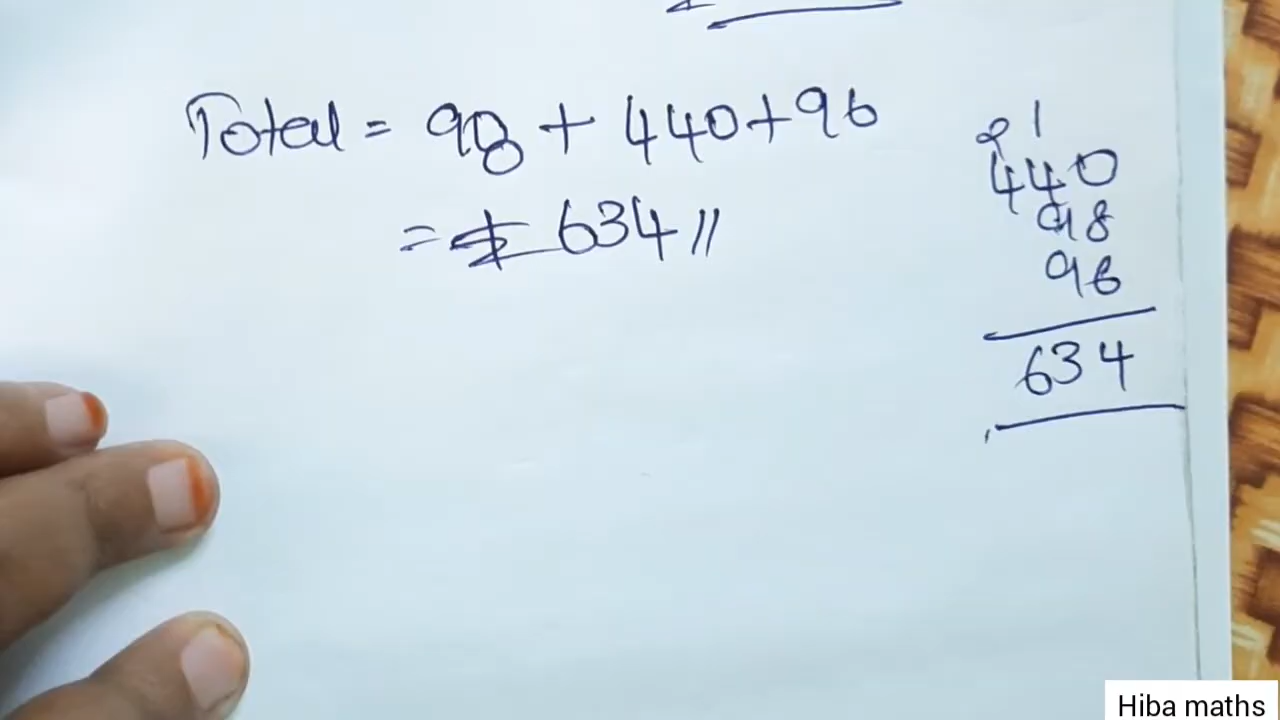 Total = 98 + 440 + 96
= 634 //
2 1
440
98
96
634
Hiba maths